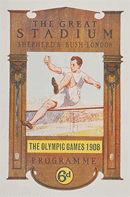 THE GREAT
STADIUM
SHEPHERD'S BUSH·LONDON
THE OLYMPIC GAMES 1908
PROGRAMME
6d